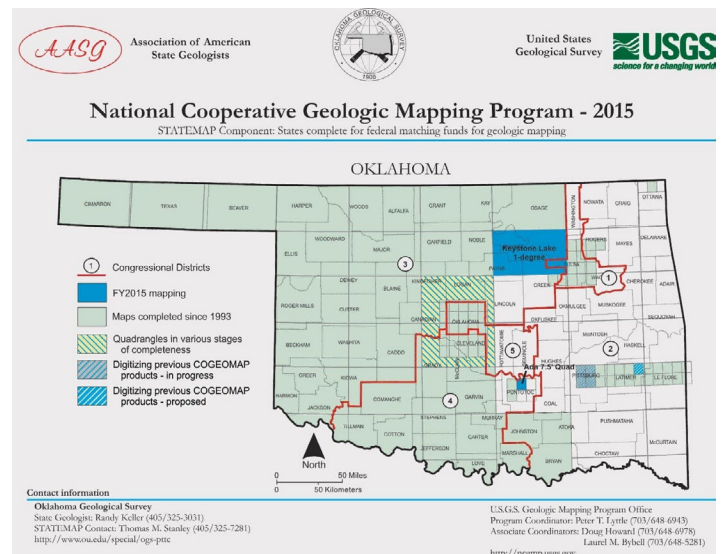 AASG
Association of American
State Geologists
OKLAHOMA GEOLOGICAL SURVEY
1908
United States
Geological Survey
USGS
science for a changing world
National Cooperative Geologic Mapping Program - 2015
STATEMAP Component: States complete for federal matching funds for geologic mapping
OKLAHOMA
CIMARRON
TEXAS
BEAVER
HARPER
WOODS
ALFALFA
GRANT
KAY
OSAGE
WASHINGTON
NOWATA
CRAIG
OTTAWA
ELLIS
WOODWARD
MAJOR
GARFIELD
NOBLE
Keystone Lake
1-degree
ROGERS
MAYES
DELAWARE
3
DEWEY
BLAINE
KINGFISHER
LOGAN
CREEK
1
CHEROKEE
ADAIR
ROGER MILLS
CUSTER
CANADIAN
OKLAHOMA
LINCOLN
OKFUSKEE
OKMULGEE
MUSKOGEE
SEQUOYAH
BECKHAM
WASHITA
CADDO
CLEVELAND
POTTAWATOMIE
5
SEMINOLE
HUGHES
McINTOSH
2
HASKELL
GREER
KIOWA
GRADY
McCLAIN
Ada 7.5' Quad
PITTSBURG
LATIMER
LE FLORE
HARMON
JACKSON
COMANCHE
4
GARVIN
PONTOTOC
COAL
TILLMAN
COTTON
STEPHENS
MURRAY
JOHNSTON
ATOKA
PUSHMATAHA
McCURTAIN
JEFFERSON
CARTER
LOVE
MARSHALL
BRYAN
CHOCTAW
1 Congressional Districts
FY2015 mapping
Maps completed since 1993
Quadrangles in various stages
of completeness
Digitizing previous COGEOMAP
products - in progress
Digitizing previous COGEOMAP
products - proposed
North
0 50 Miles
0 50 Kilometers
Contact information
Oklahoma Geological Survey
State Geologist: Randy Keller (405/325-3031)
STATEMAP Contact: Thomas M. Stanley (405/325-7281)
http://www.ou.edu/special/ogs-pttc
U.S.G.S. Geologic Mapping Program Office
Program Coordinator: Peter T. Lyttle (703/648-6943)
Associate Coordinators: Doug Howard (703/648-6978)
Laurel M. Bybell (703/648-5281)
http://ncgmp.usgs.gov